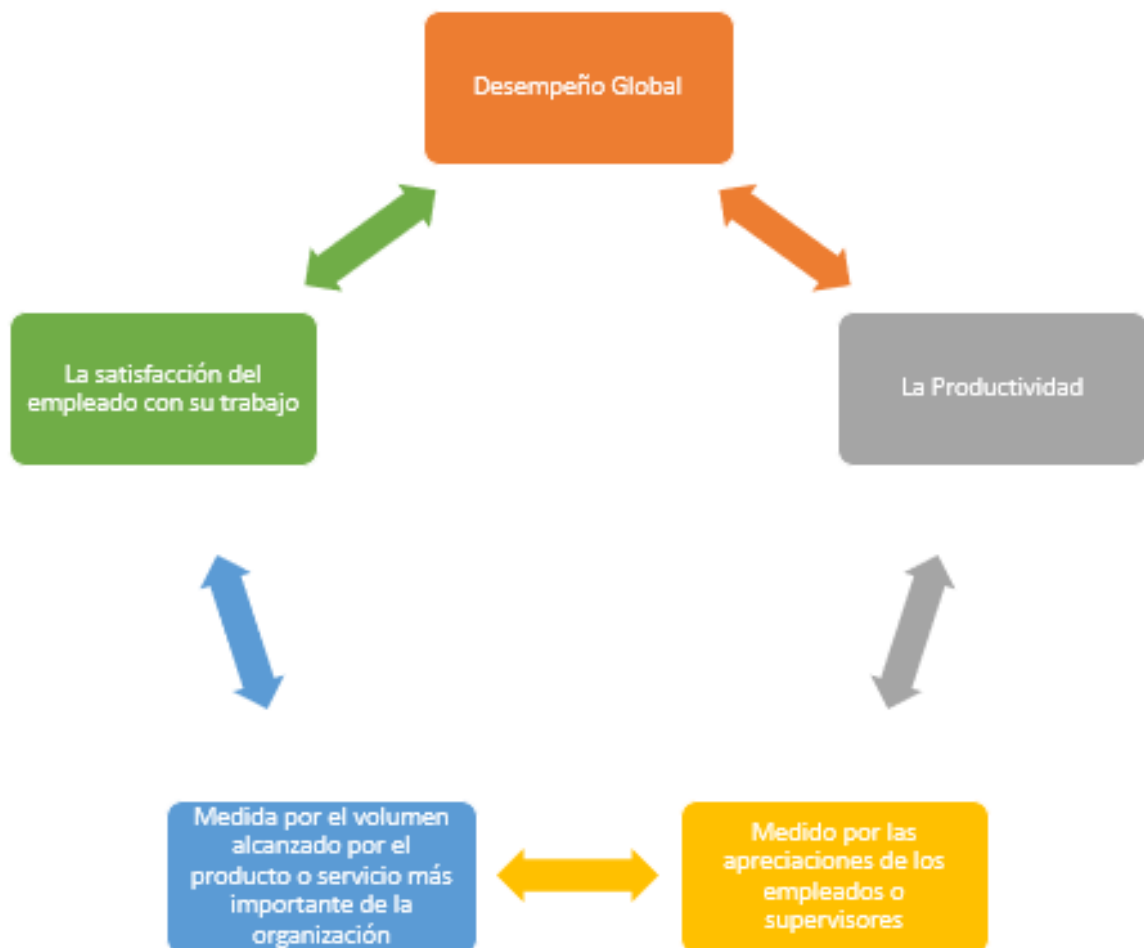 Desempeño Global
La satisfacción del
empleado con su trabajo
La Productividad
Medida por el volumen
alcanzado por el
producto o servicio más
importante de la
organización
Medido por las
apreciaciones de los
empleados o
supervisores